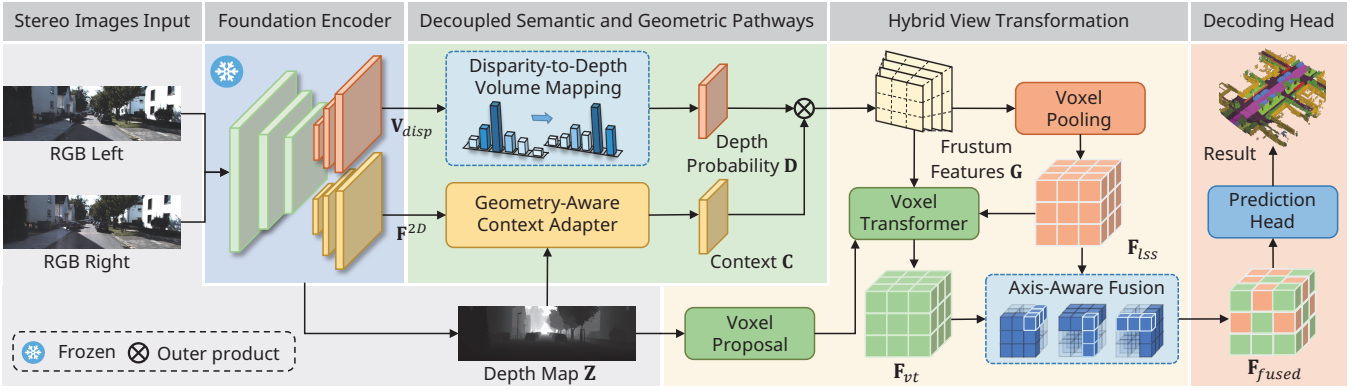 Stereo Images Input
Foundation Encoder
Decoupled Semantic and Geometric Pathways
Hybrid View Transformation
Decoding Head
RGB Left
RGB Right
V_disp
F^2D
Disparity-to-Depth
Volume Mapping
Geometry-Aware
Context Adapter
Depth
Probability D
Context C
Frustum
Features G
Voxel
Pooling
Voxel
Transformer
F_lss
Axis-Aware Fusion
F_vt
Voxel
Proposal
Depth Map Z
Result
Prediction
Head
F_fused
Frozen
Outer product